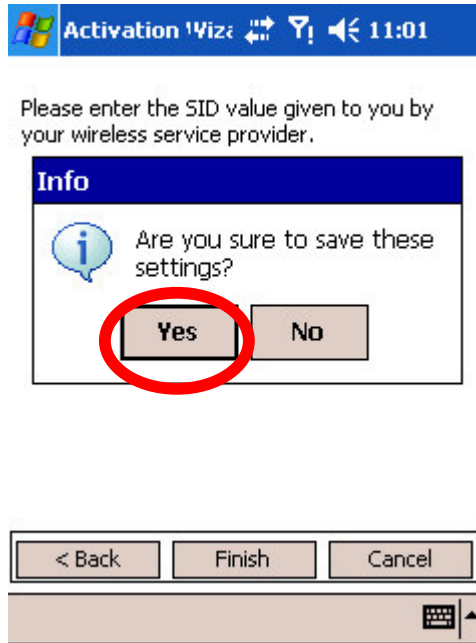 Activation Wiza 11:01
Please enter the SID value given to you by
your wireless service provider.
Info
Are you sure to save these
settings?
Yes No
< Back Finish Cancel